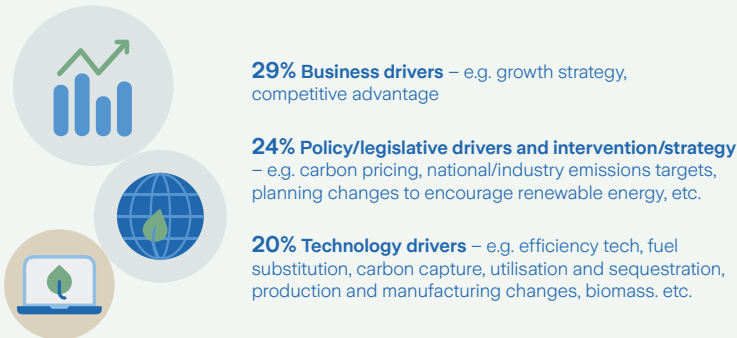 29% Business drivers – e.g. growth strategy,
competitive advantage
24% Policy/legislative drivers and intervention/strategy
– e.g. carbon pricing, national/industry emissions targets,
planning changes to encourage renewable energy, etc.
20% Technology drivers – e.g. efficiency tech, fuel
substitution, carbon capture, utilisation and sequestration,
production and manufacturing changes, biomass. etc.